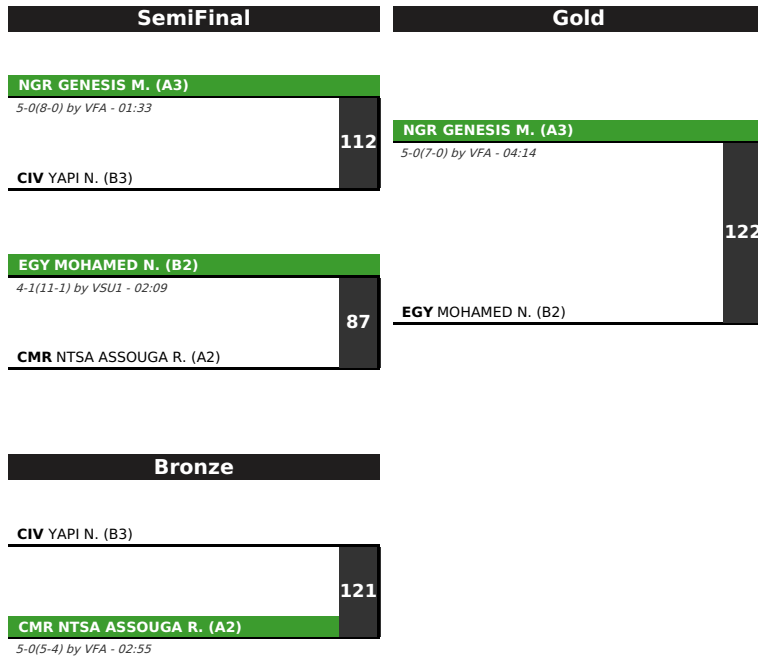 SemiFinal
Gold
NGR GENESIS M. (A3)
5-0(8-0) by VFA - 01:33
112
CIV YAPI N. (B3)
NGR GENESIS M. (A3)
5-0(7-0) by VFA - 04:14
122
EGY MOHAMED N. (B2)
EGY MOHAMED N. (B2)
4-1(11-1) by VSU1 - 02:09
87
CMR NTSA ASSOUGA R. (A2)
Bronze
CIV YAPI N. (B3)
121
CMR NTSA ASSOUGA R. (A2)
5-0(5-4) by VFA - 02:55